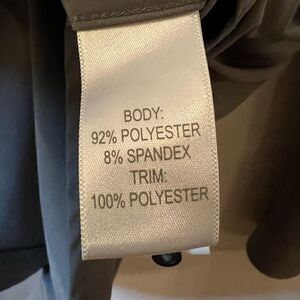 BODY:
92% POLYESTER
8% SPANDEX
TRIM:
100% POLYESTER